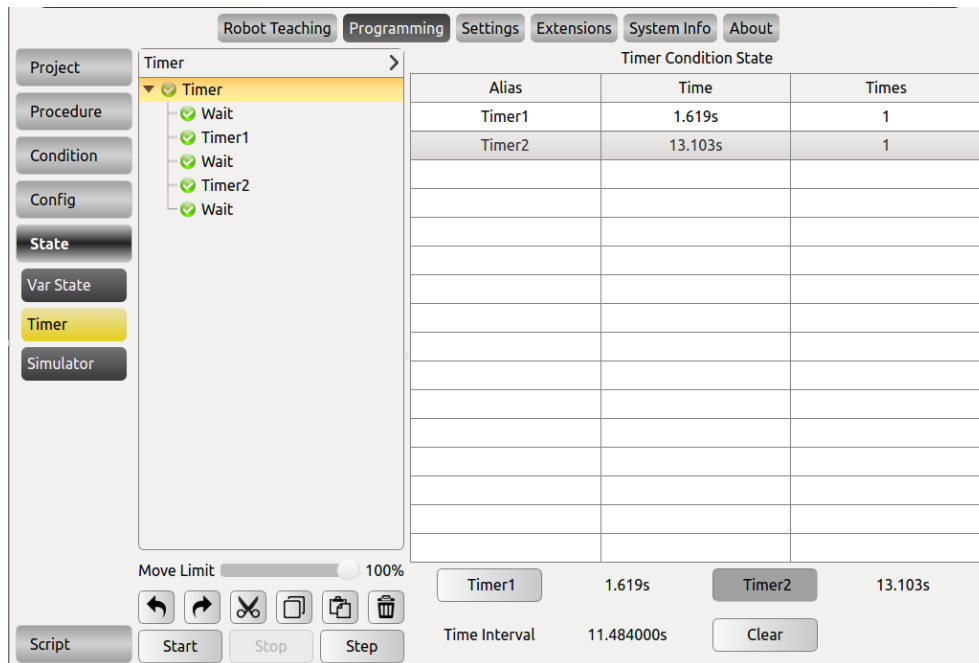 Robot Teaching Programming Settings Extensions System Info About
Project
Procedure
Condition
Config
State
Var State
Timer
Simulator
Script
Timer
Timer
Wait
Timer1
Wait
Timer2
Wait
Move Limit 100%
Start Stop Step
Timer Condition State
Alias Time Times
Timer1 1.619s 1
Timer2 13.103s 1
Timer1 1.619s Timer2 13.103s
Time Interval 11.484000s Clear